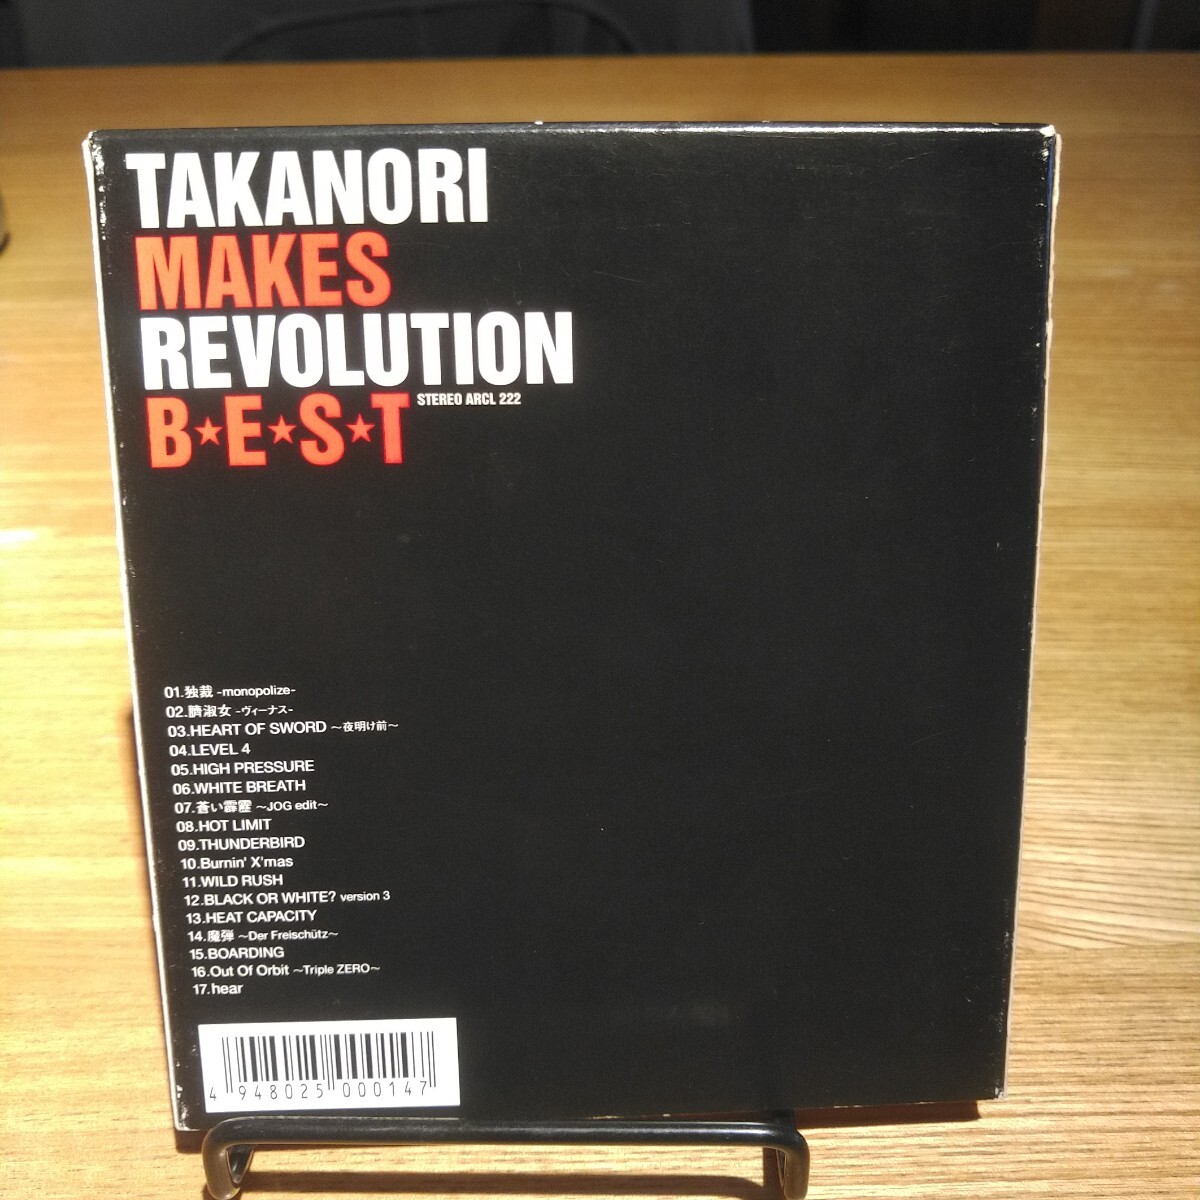 TAKANORI
MAKES
REVOLUTION
B★E★S★T STEREO ARCL 222
01.独裁 -monopolize-
02.臍淑女 -ヴィーナス-
03.HEART OF SWORD 〜夜明け前〜
04.LEVEL 4
05.HIGH PRESSURE
06.WHITE BREATH
07.蒼い霹靂 〜JOG edit〜
08.HOT LIMIT
09.THUNDERBIRD
10.Burnin' X'mas
11.WILD RUSH
12.BLACK OR WHITE? version 3
13.HEAT CAPACITY
14.魔弾 〜Der Freischütz〜
15.BOARDING
16.Out Of Orbit 〜Triple ZERO〜
17.hear
4 948025 000147